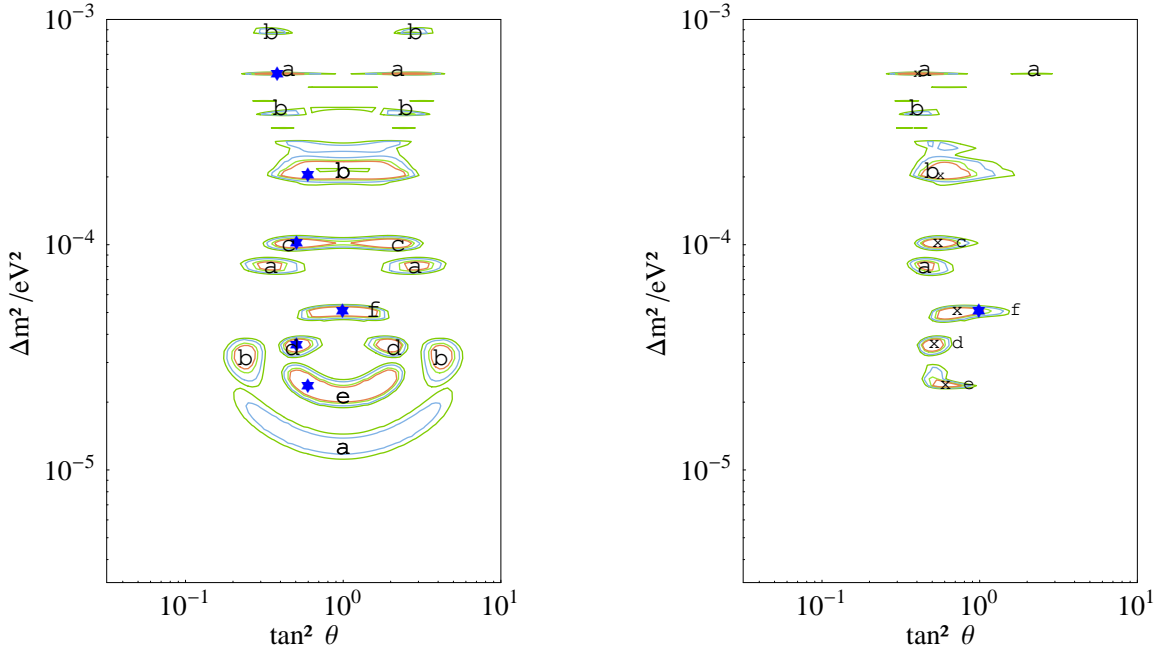 10⁻³ b b 10⁻³
a a a a
b b b
x
b b x
10⁻⁴ c c 10⁻⁴ x c
a a a
f x f
d d x d
b b
e x e
a
10⁻⁵ 10⁻⁵
Δm² /eV² Δm² /eV²
10⁻¹ 10⁰ 10¹ 10⁻¹ 10⁰ 10¹
tan² θ tan² θ